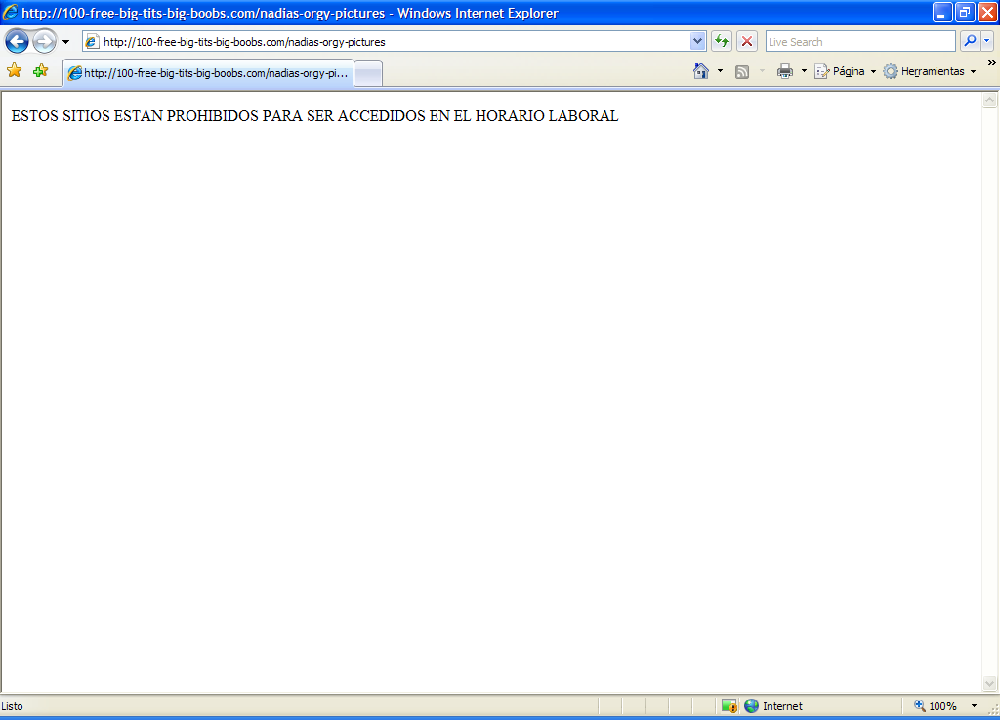 http://100-free-big-tits-big-boobs.com/nadias-orgy-pictures - Windows Internet Explorer
http://100-free-big-tits-big-boobs.com/nadias-orgy-pictures
Live Search
http://100-free-big-tits-big-boobs.com/nadias-orgy-pi...
Página
Herramientas
»
ESTOS SITIOS ESTAN PROHIBIDOS PARA SER ACCEDIDOS EN EL HORARIO LABORAL
Listo
Internet
100%